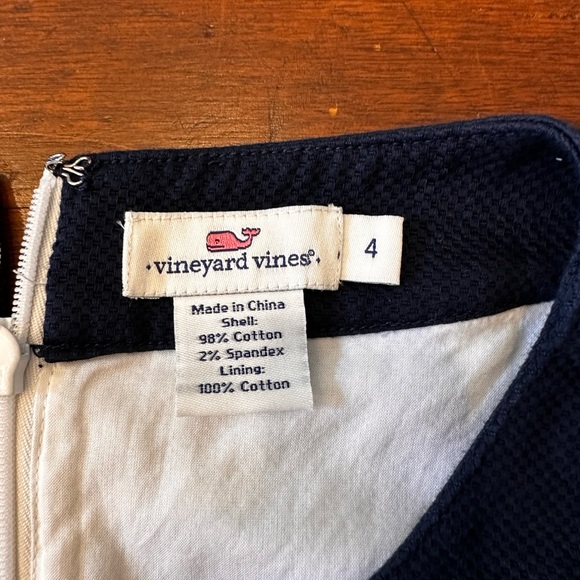 vineyard vines®
4
Made in China
Shell:
98% Cotton
2% Spandex
Lining:
100% Cotton